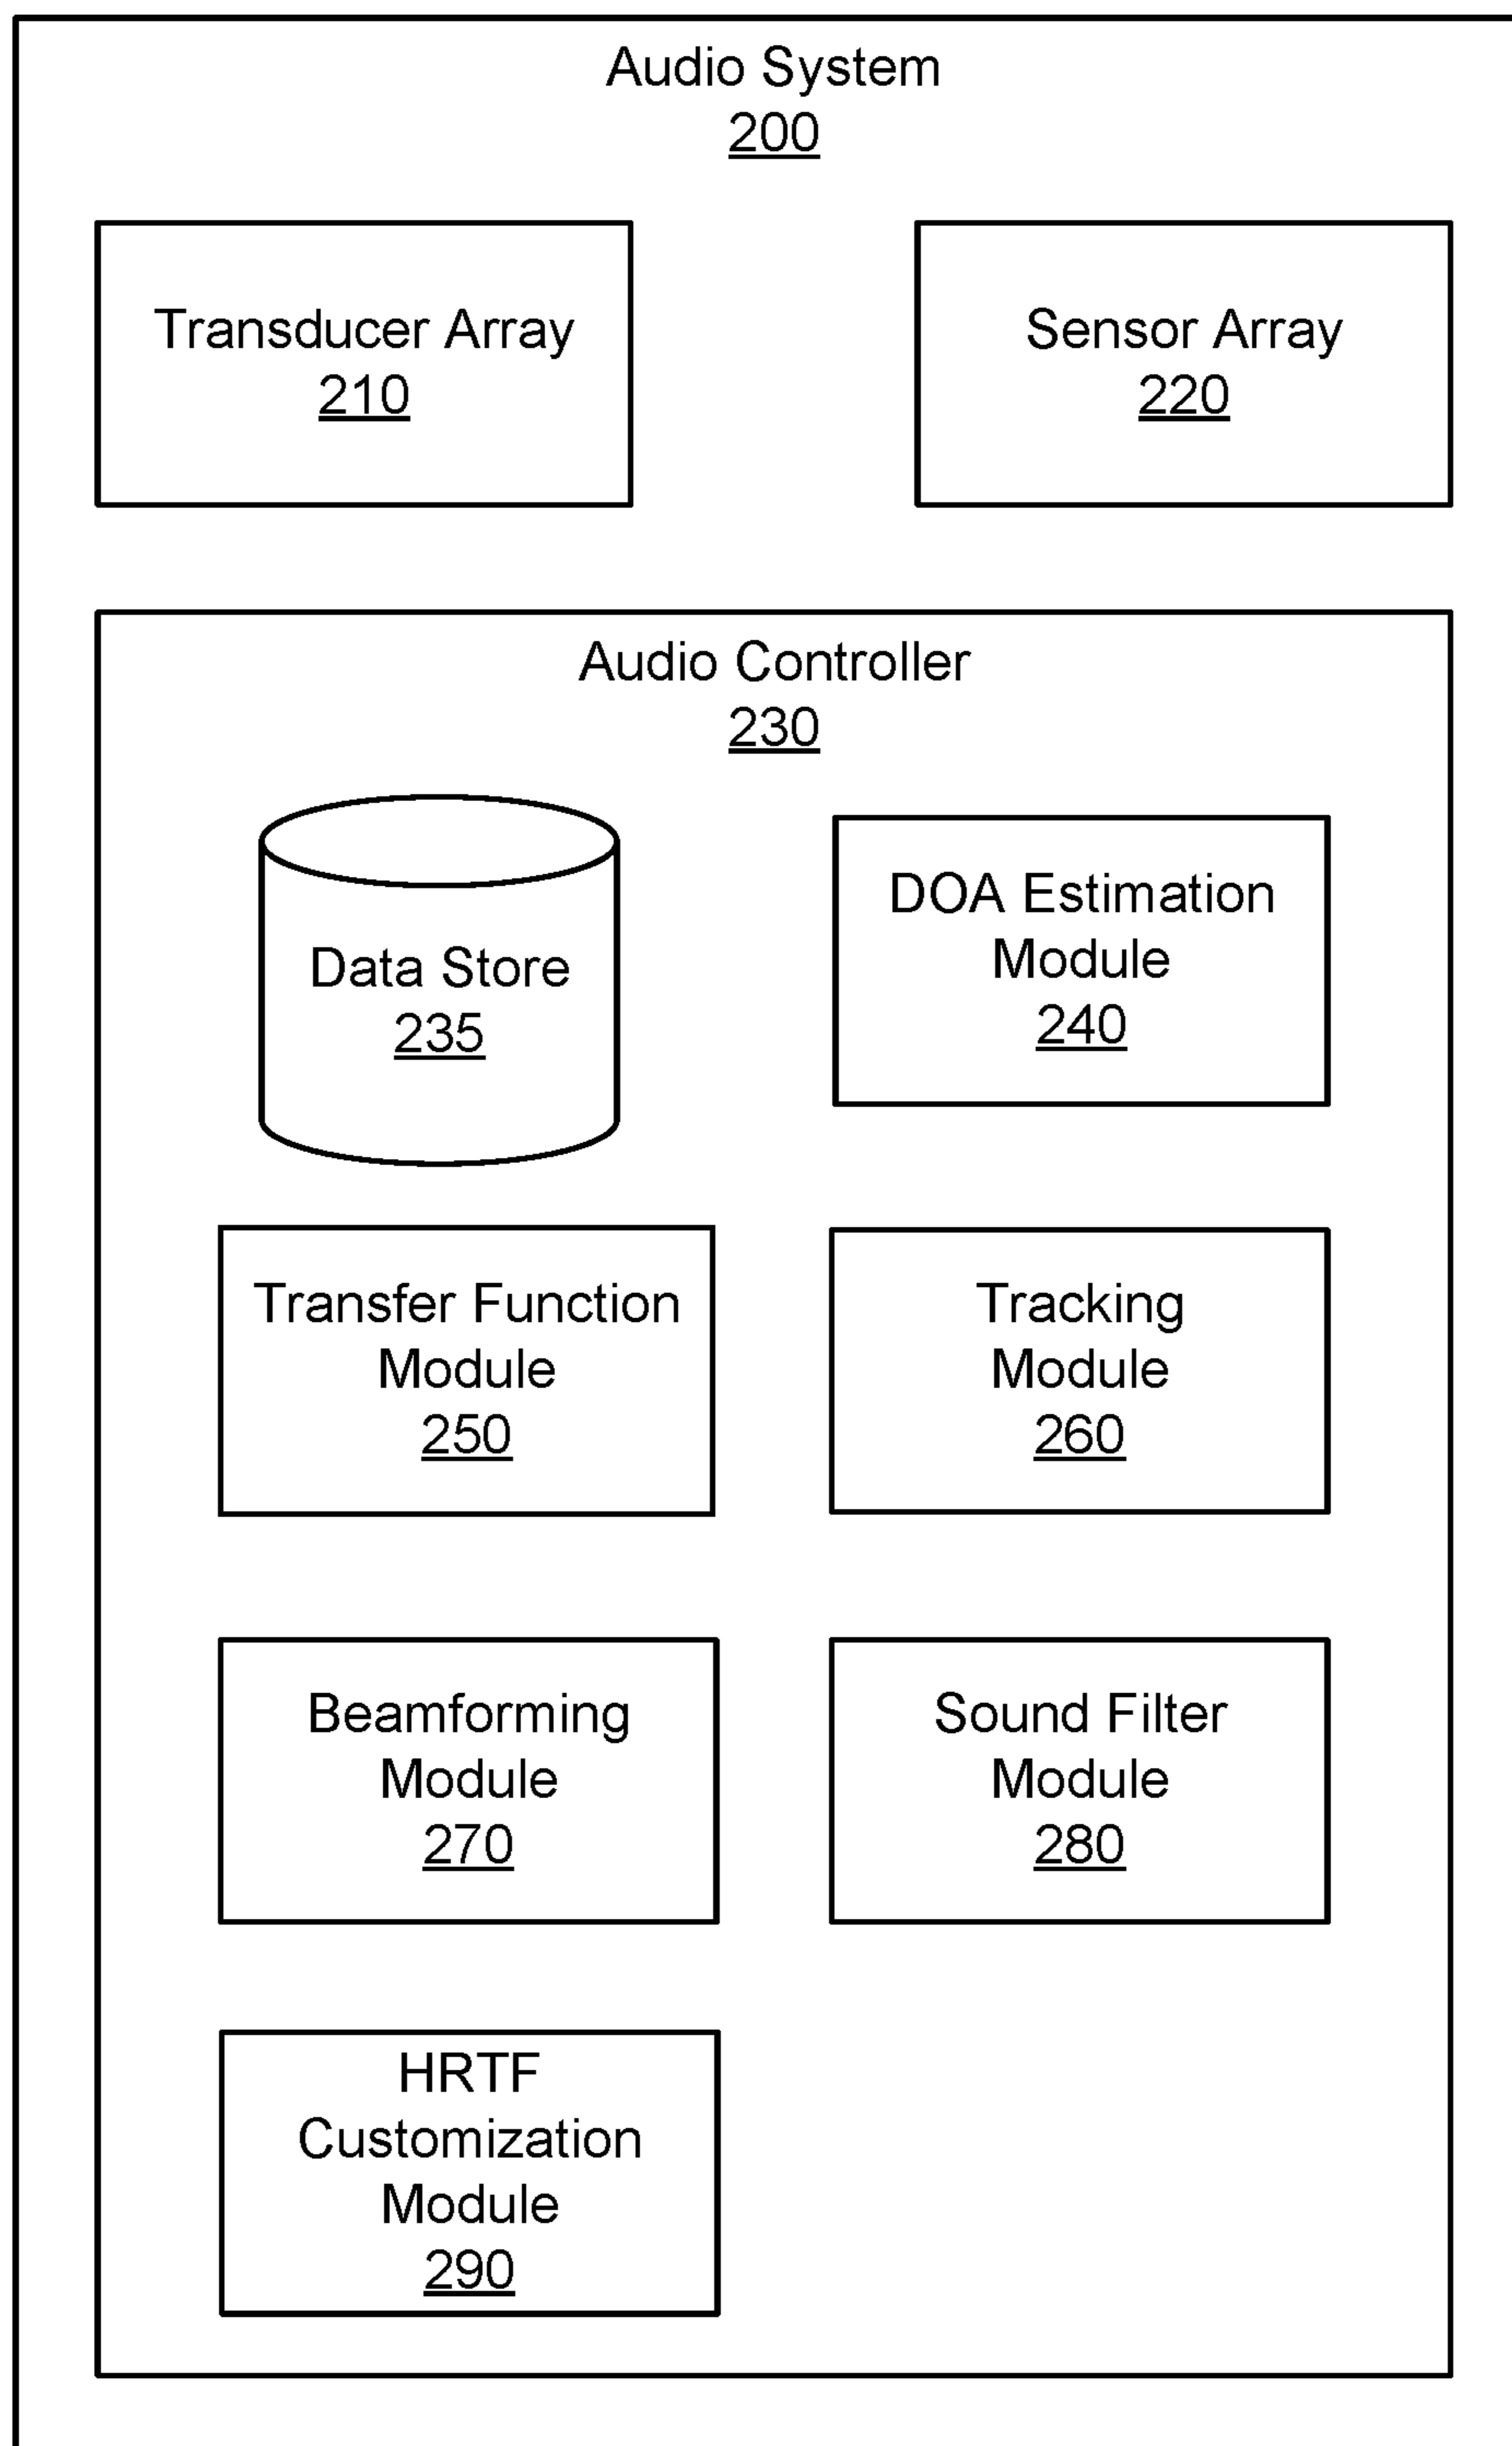 Audio System
200
Transducer Array
210
Sensor Array
220
Audio Controller
230
Data Store
235
DOA Estimation
Module
240
Transfer Function
Module
250
Tracking
Module
260
Beamforming
Module
270
Sound Filter
Module
280
HRTF
Customization
Module
290